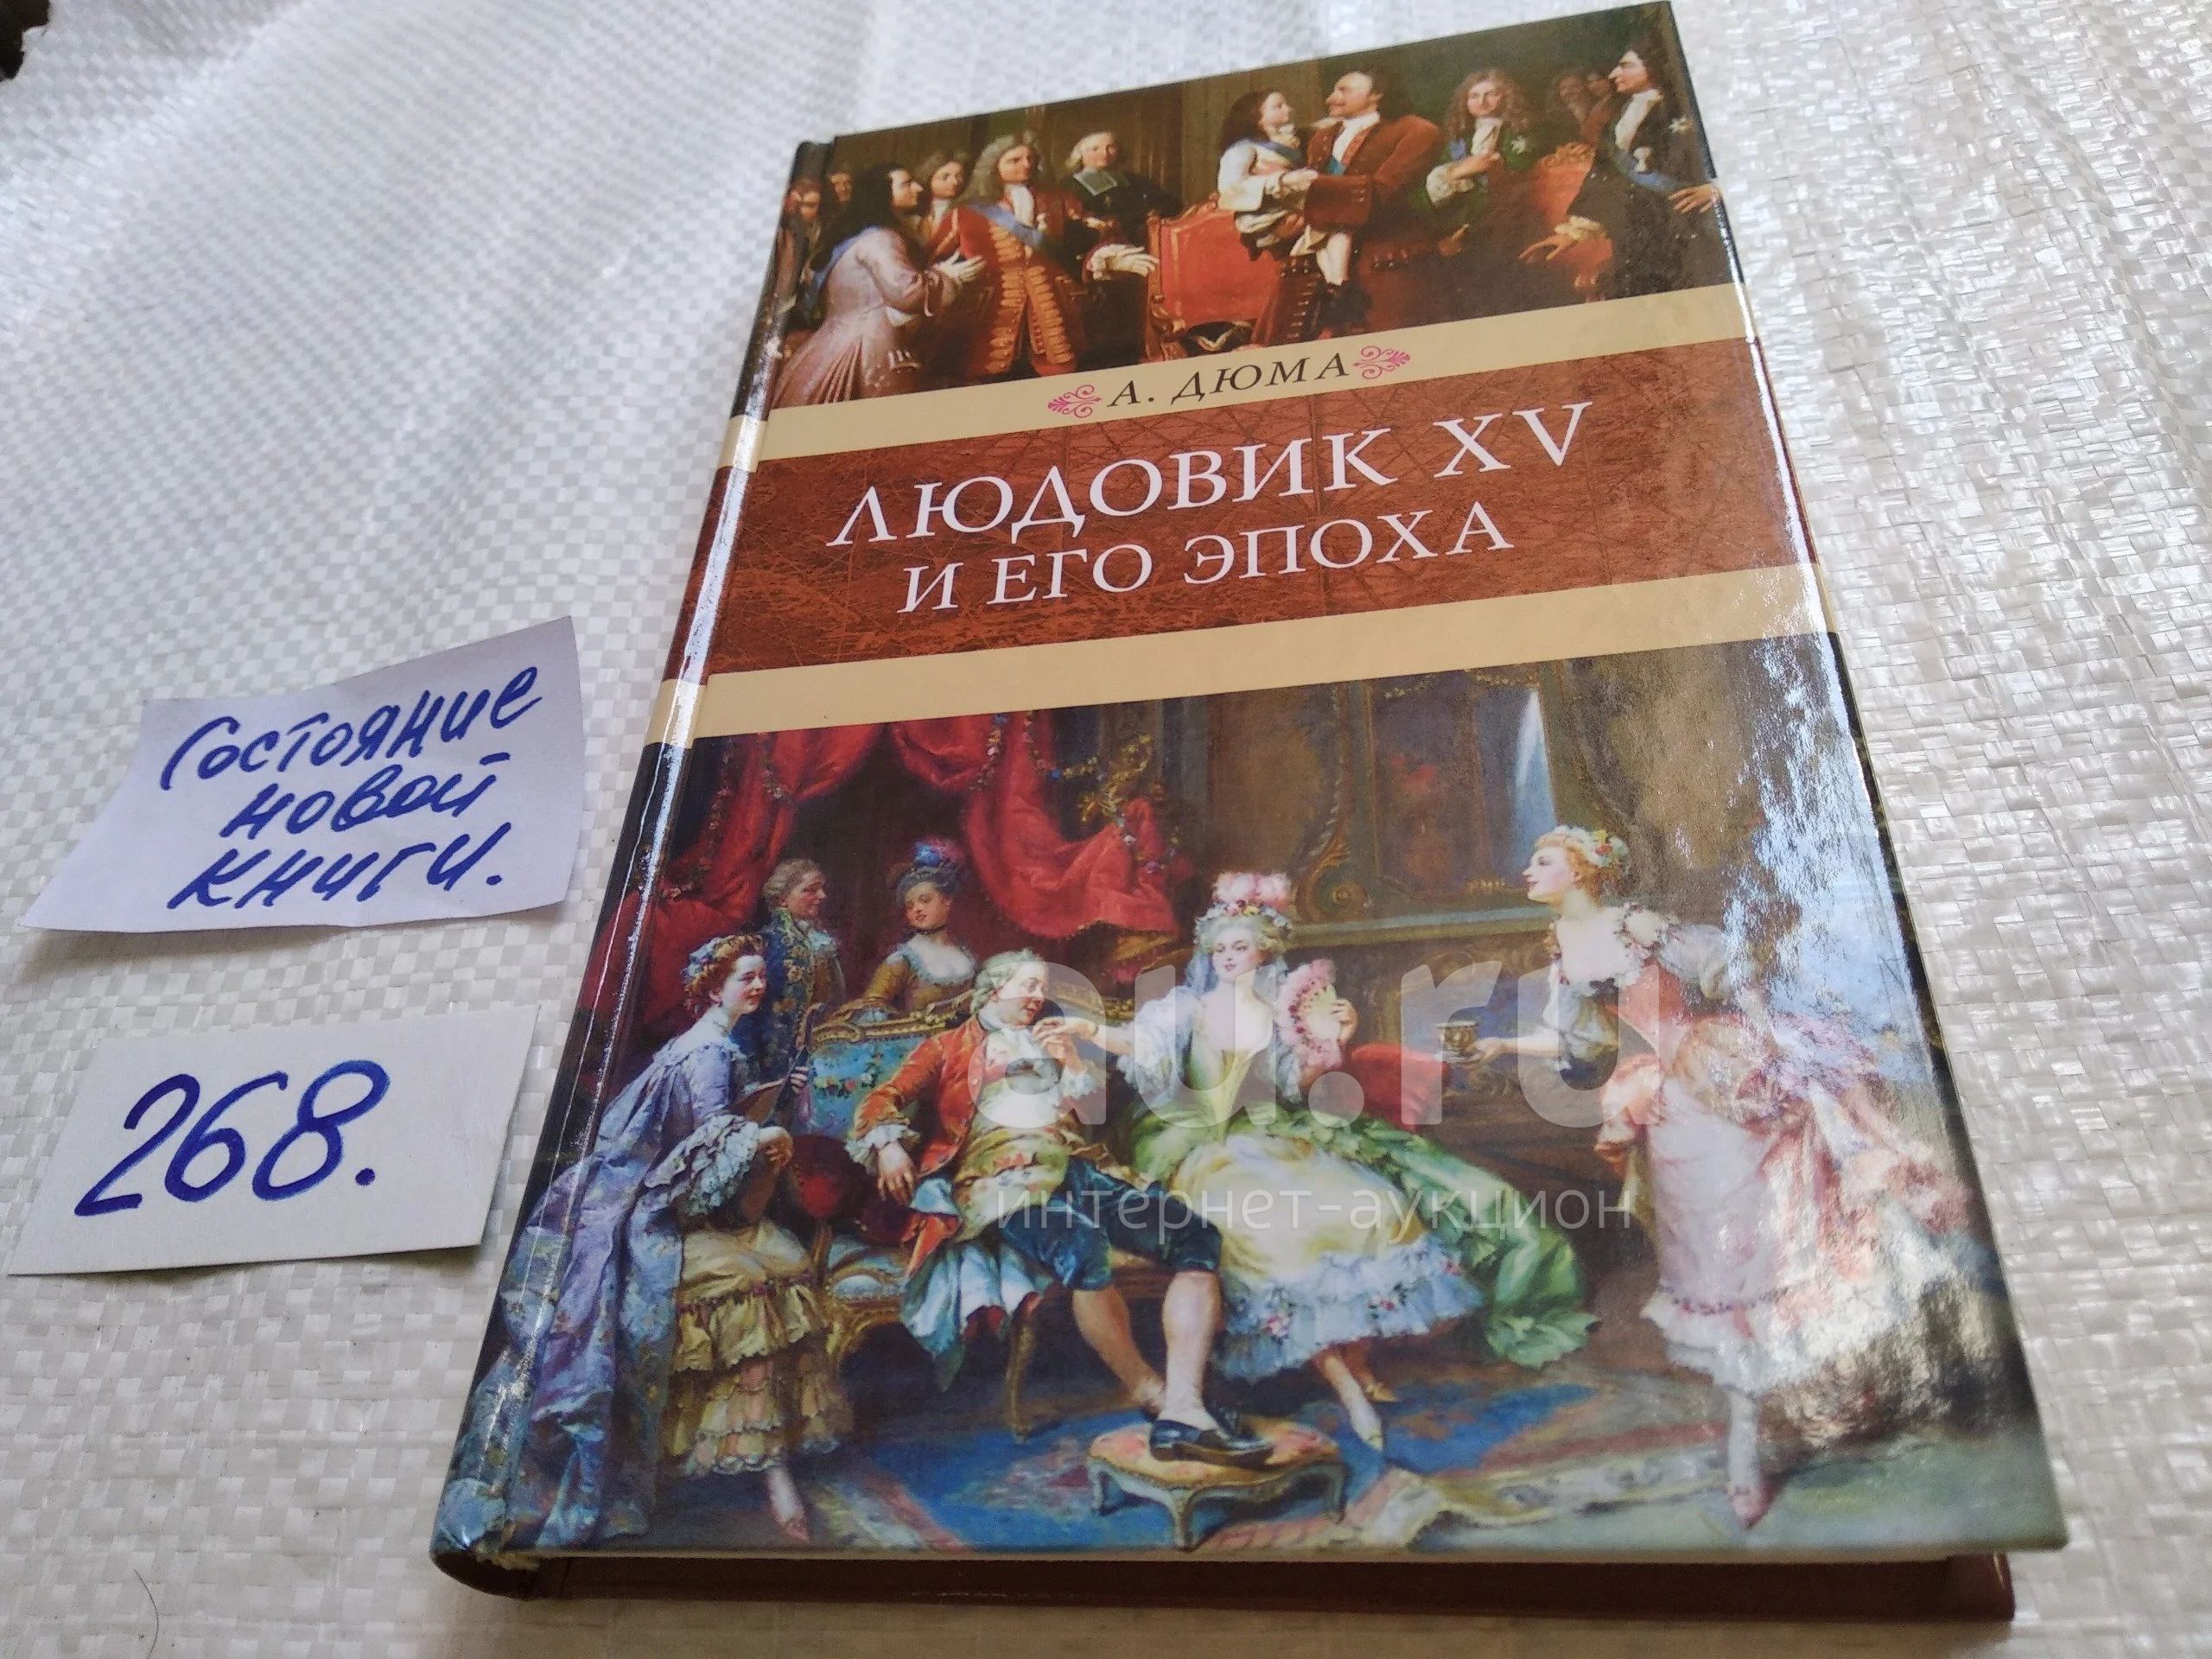 А. ДЮМА
ЛЮДОВИК XV
И ЕГО ЭПОХА
Состояние
новой
книги.
268.
au.ru
интернет-аукцион